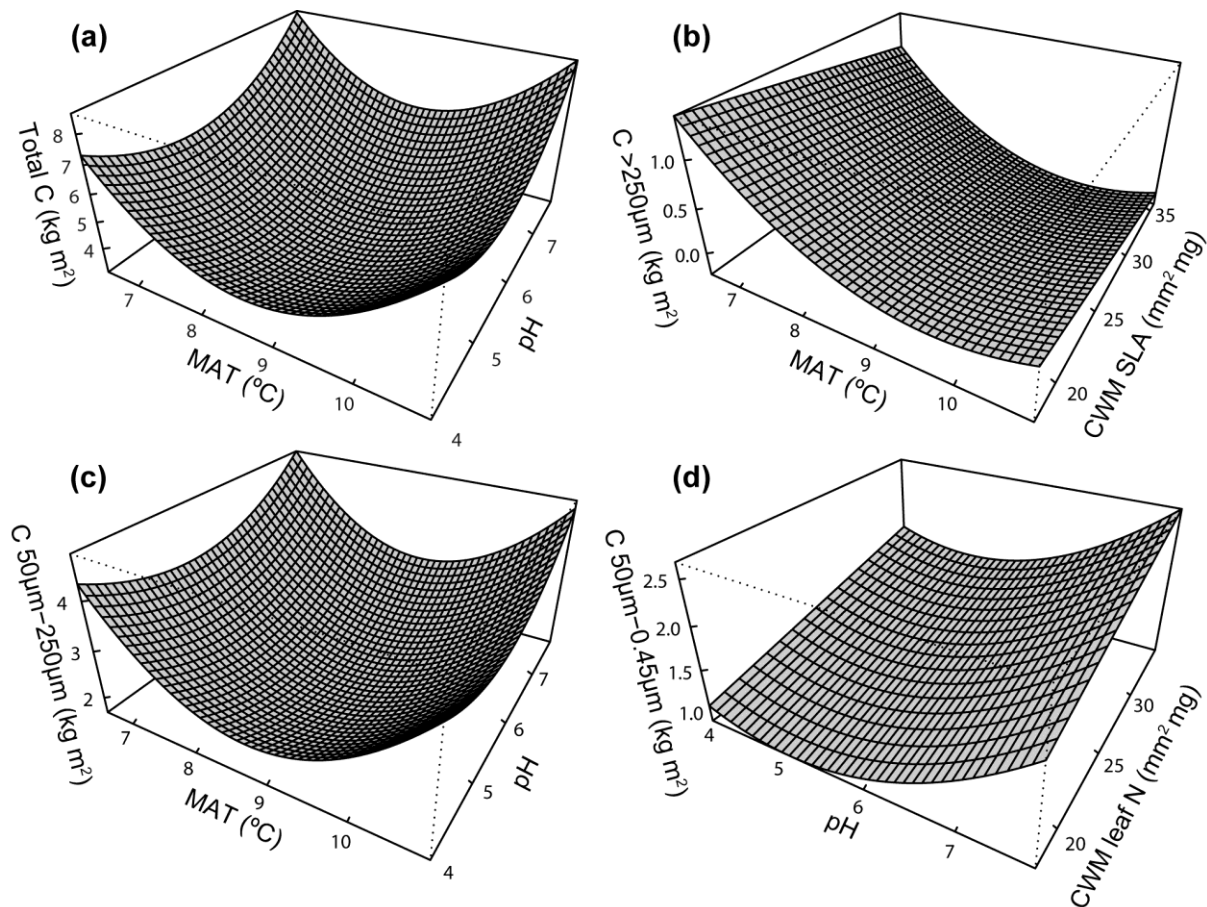 (a)
Total C (kg m²)
8
7
6
5
4
7
8
9
10
MAT (ºC)
4
5
6
7
pH
(b)
C >250µm (kg m²)
1.0
0.5
0.0
7
8
9
10
MAT (ºC)
20
25
30
35
CWM SLA (mm² mg)
(c)
C 50µm–250µm (kg m²)
4
3
2
7
8
9
10
MAT (ºC)
4
5
6
7
pH
(d)
C 50µm–0.45µm (kg m²)
2.5
2.0
1.5
1.0
4
5
6
7
pH
20
25
30
CWM leaf N (mm² mg)